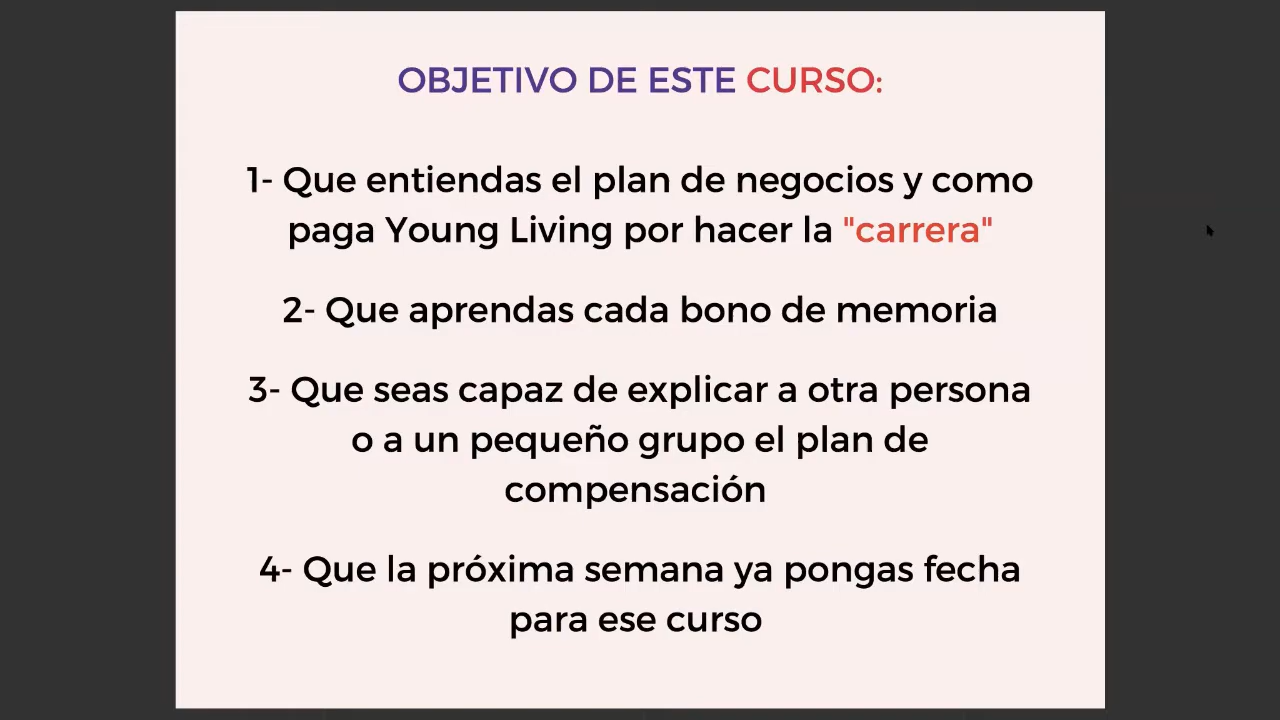 OBJETIVO DE ESTE CURSO:
1- Que entiendas el plan de negocios y como
paga Young Living por hacer la "carrera"
2- Que aprendas cada bono de memoria
3- Que seas capaz de explicar a otra persona
o a un pequeño grupo el plan de
compensación
4- Que la próxima semana ya pongas fecha
para ese curso